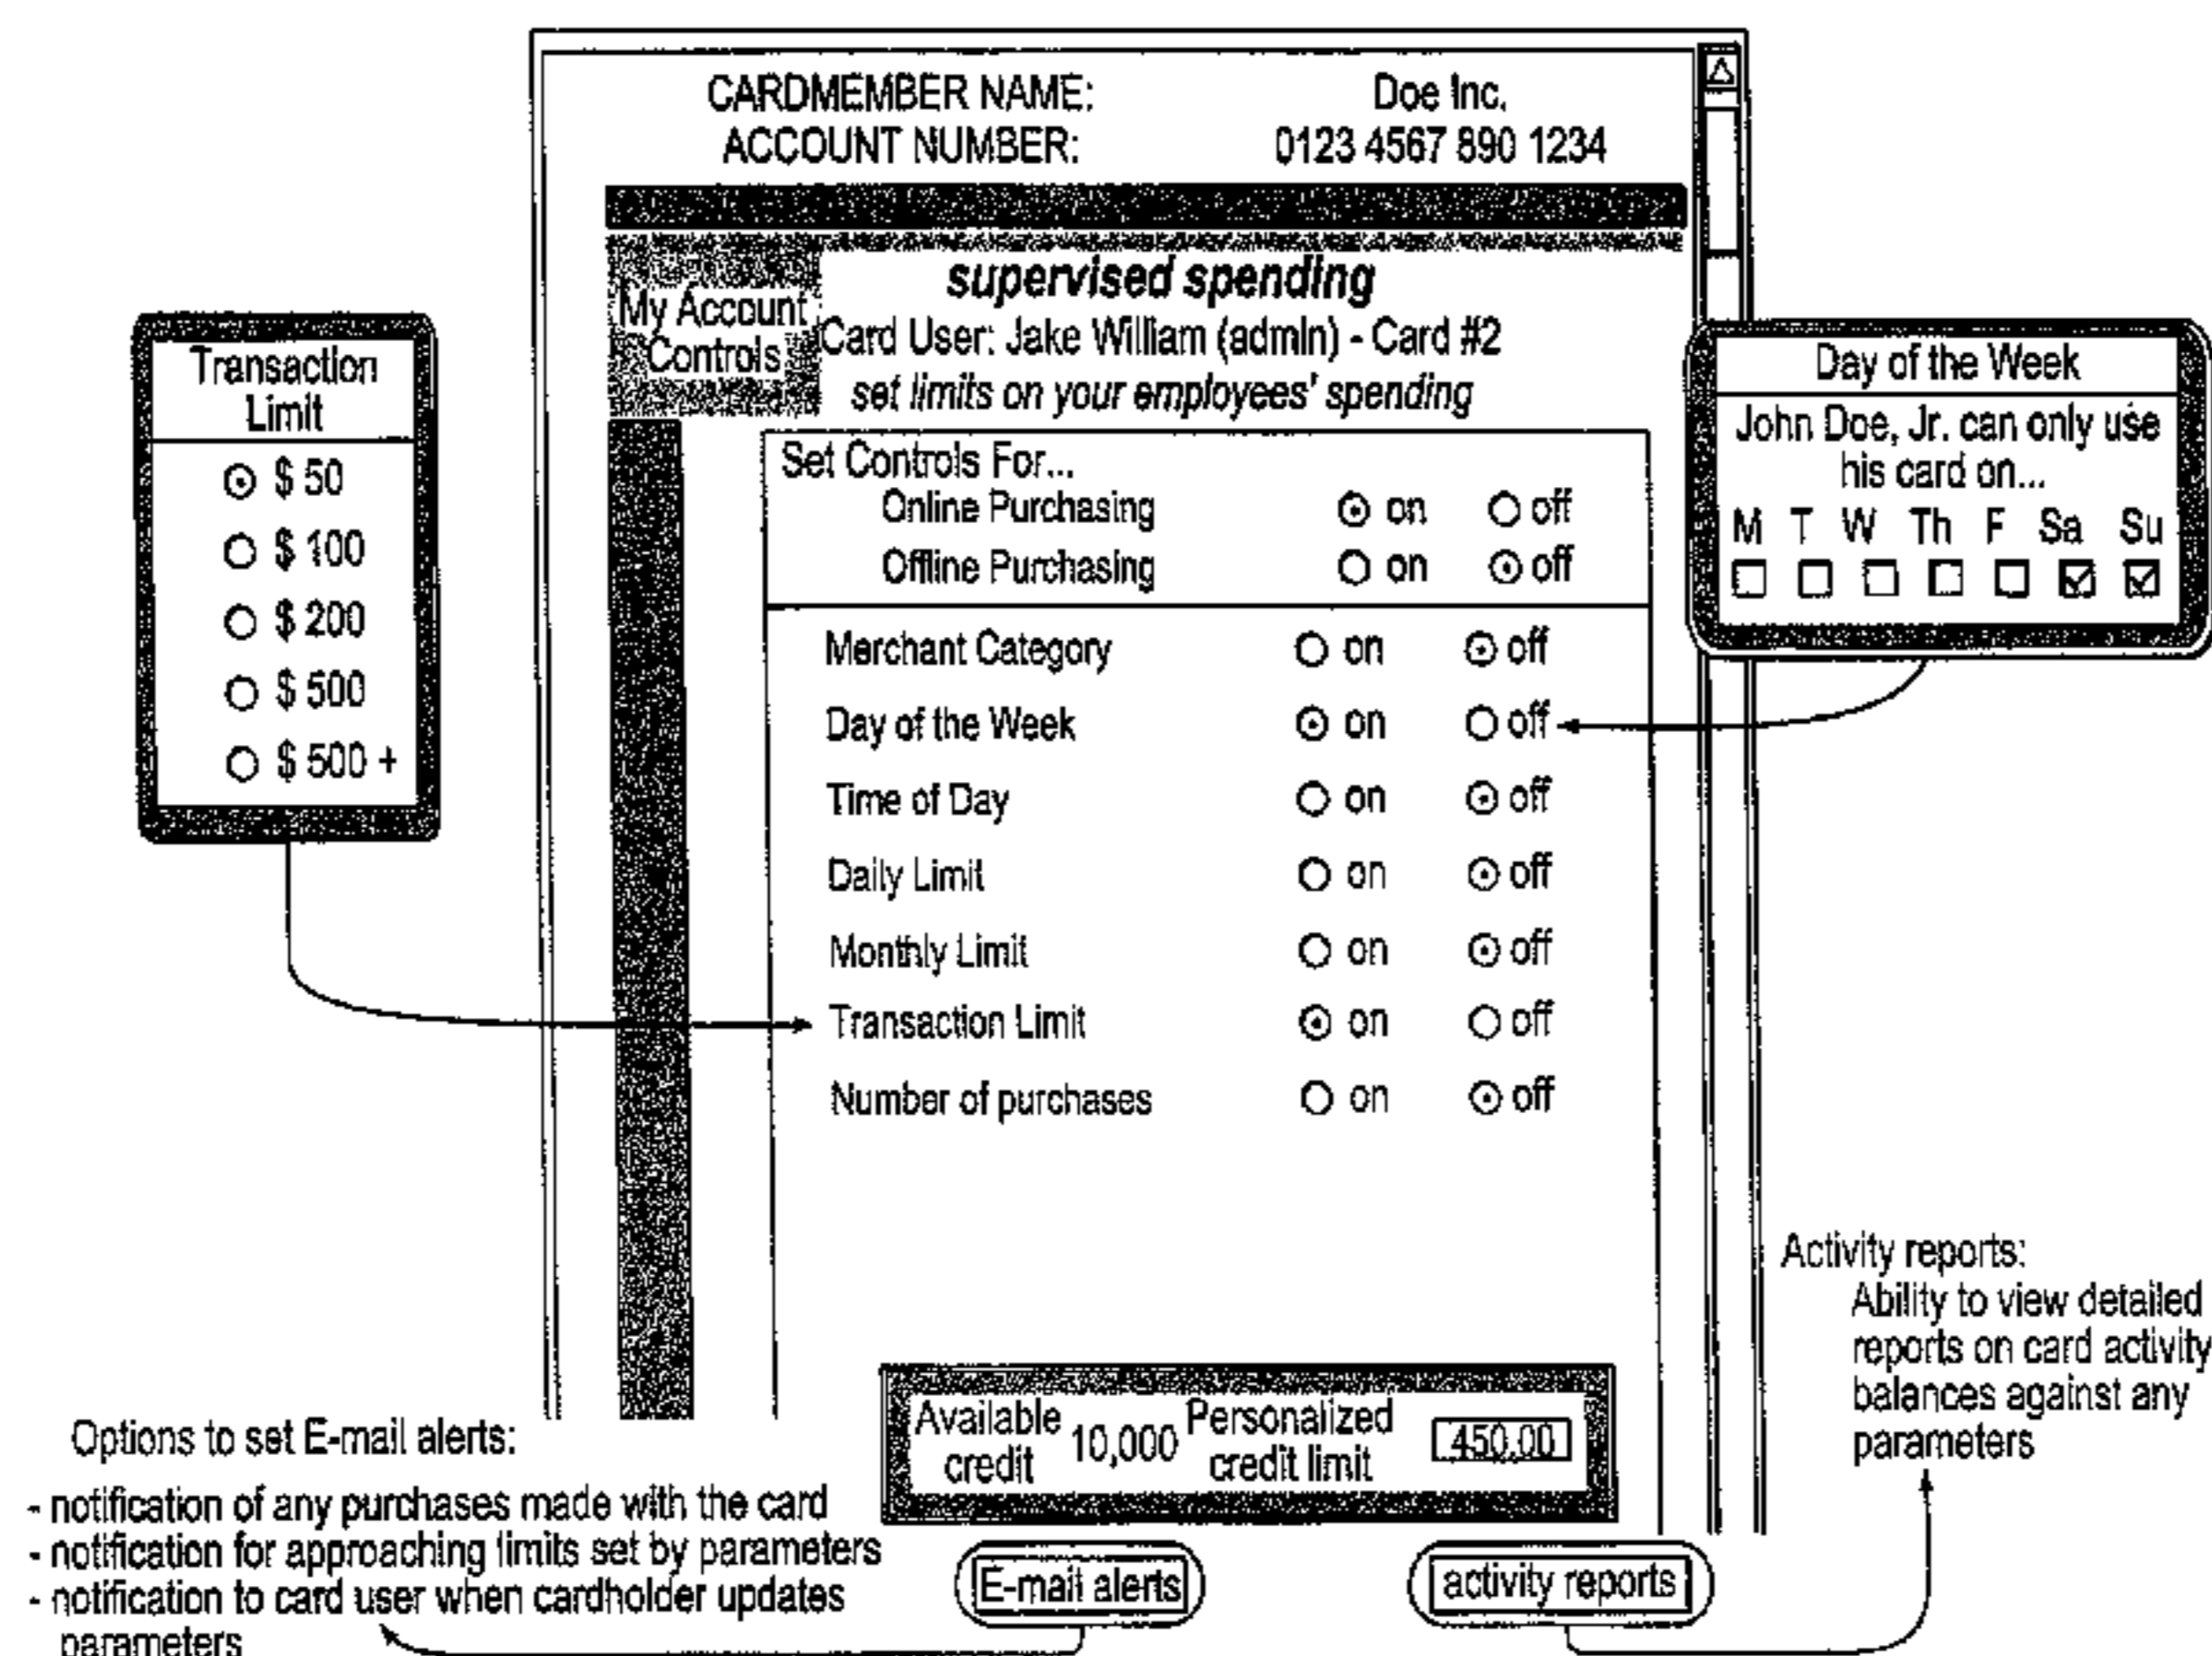 CARDMEMBER NAME: Doe Inc.
ACCOUNT NUMBER: 0123 4567 890 1234
My Account
Controls
supervised spending
Card User: Jake William (admin) - Card #2
set limits on your employees' spending
Transaction
Limit
$ 50
$ 100
$ 200
$ 500
$ 500 +
Day of the Week
John Doe, Jr. can only use
his card on...
M T W Th F Sa Su
Set Controls For...
Online Purchasing on off
Offline Purchasing on off
Merchant Category on off
Day of the Week on off
Time of Day on off
Daily Limit on off
Monthly Limit on off
Transaction Limit on off
Number of purchases on off
Available
credit
10,000
Personalized
credit limit
450.00
Activity reports:
Ability to view detailed
reports on card activity
balances against any
parameters
Options to set E-mail alerts:
- notification of any purchases made with the card
- notification for approaching limits set by parameters
- notification to card user when cardholder updates
parameters
E-mail alerts
activity reports